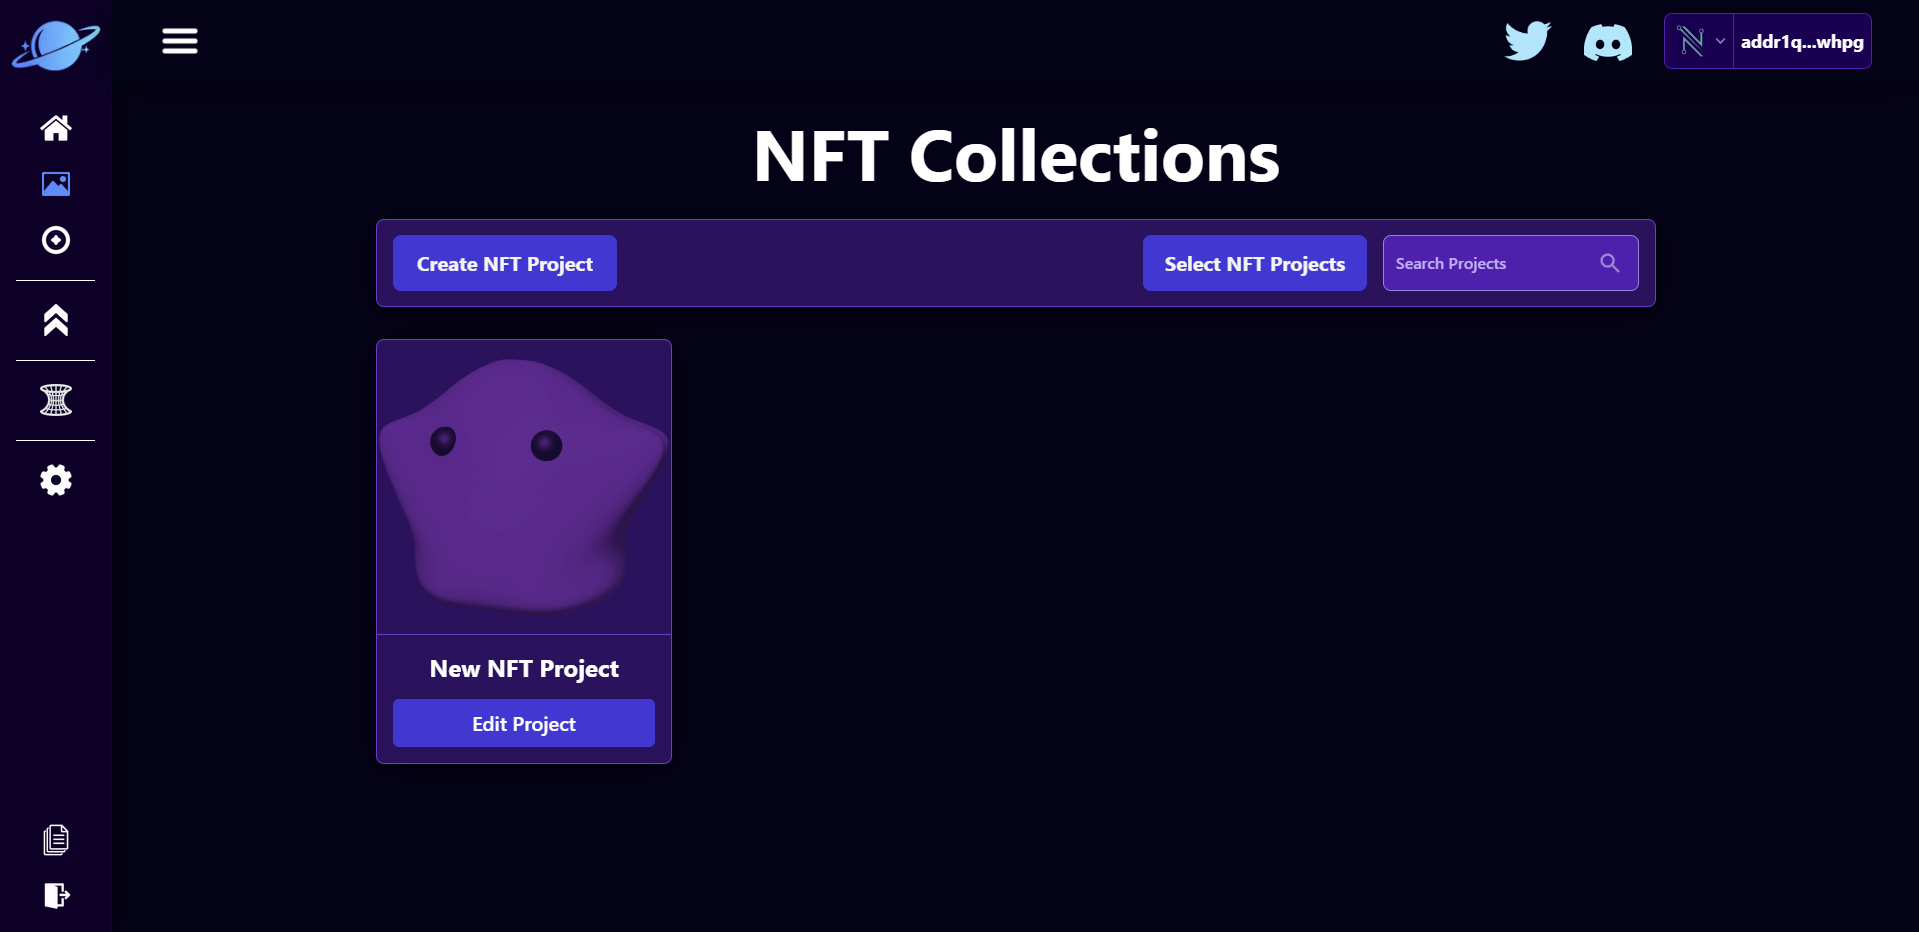 addr1q...whpg
NFT Collections
Create NFT Project
Select NFT Projects
Search Projects
New NFT Project
Edit Project